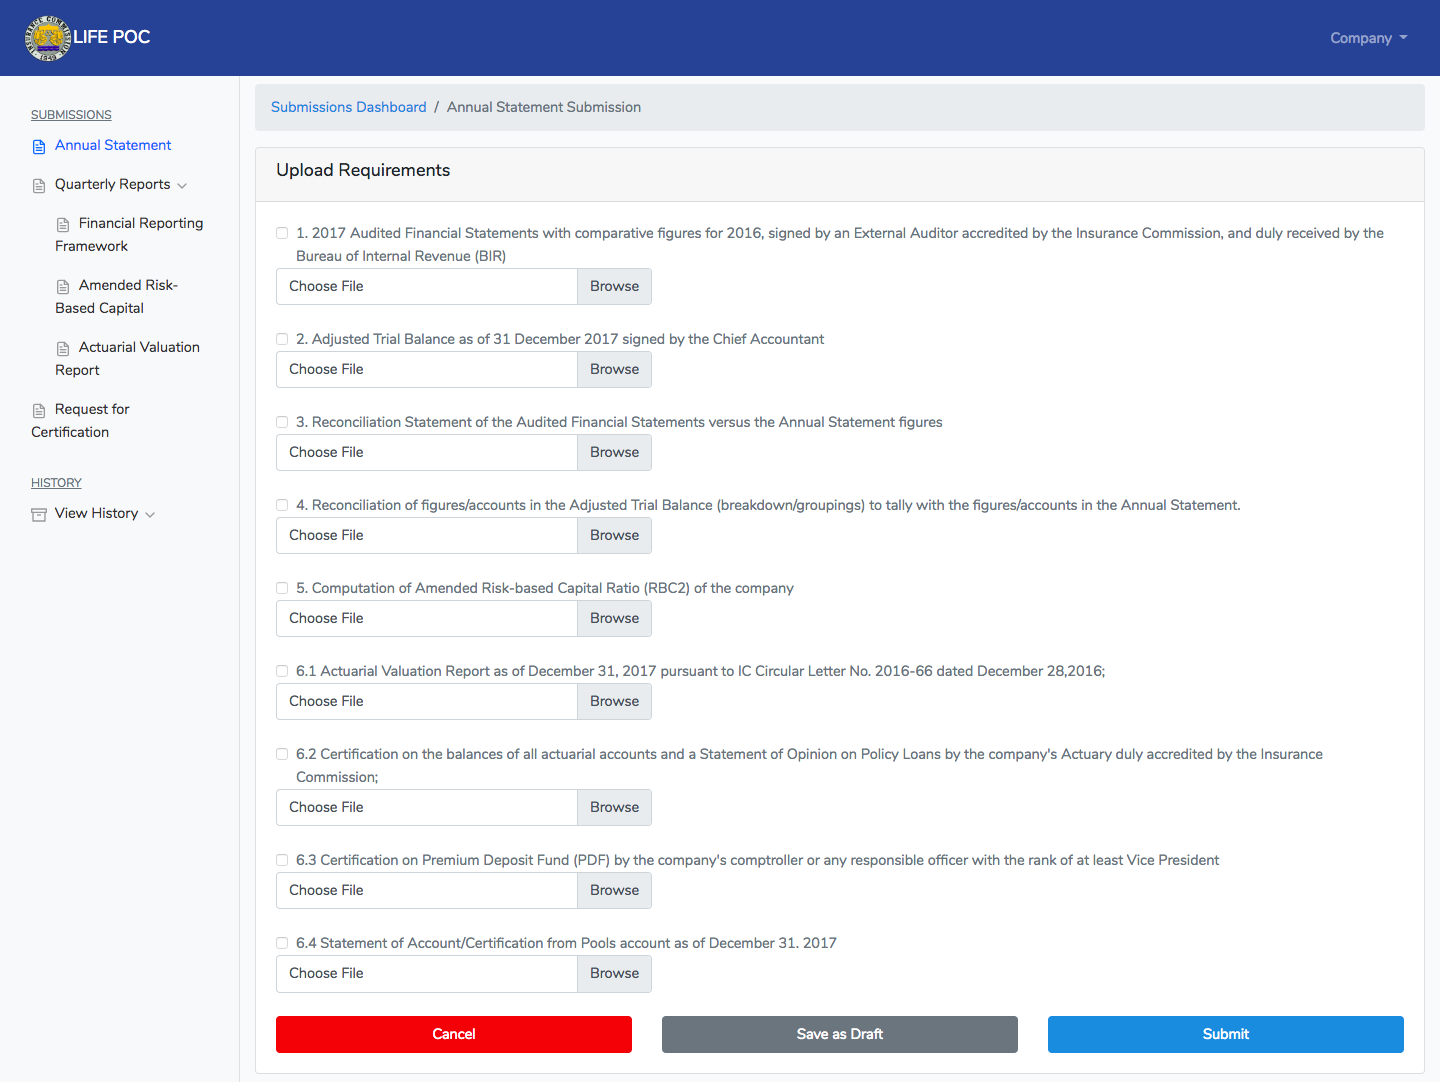 INSURANCE COMMISSION
1949
LIFE POC
Company
SUBMISSIONS
Annual Statement
Quarterly Reports
Financial Reporting
Framework
Amended Risk-
Based Capital
Actuarial Valuation
Report
Request for
Certification
HISTORY
View History
Submissions Dashboard / Annual Statement Submission
Upload Requirements
1. 2017 Audited Financial Statements with comparative figures for 2016, signed by an External Auditor accredited by the Insurance Commission, and duly received by the
Bureau of Internal Revenue (BIR)
Choose File Browse
2. Adjusted Trial Balance as of 31 December 2017 signed by the Chief Accountant
Choose File Browse
3. Reconciliation Statement of the Audited Financial Statements versus the Annual Statement figures
Choose File Browse
4. Reconciliation of figures/accounts in the Adjusted Trial Balance (breakdown/groupings) to tally with the figures/accounts in the Annual Statement.
Choose File Browse
5. Computation of Amended Risk-based Capital Ratio (RBC2) of the company
Choose File Browse
6.1 Actuarial Valuation Report as of December 31, 2017 pursuant to IC Circular Letter No. 2016-66 dated December 28,2016;
Choose File Browse
6.2 Certification on the balances of all actuarial accounts and a Statement of Opinion on Policy Loans by the company's Actuary duly accredited by the Insurance
Commission;
Choose File Browse
6.3 Certification on Premium Deposit Fund (PDF) by the company's comptroller or any responsible officer with the rank of at least Vice President
Choose File Browse
6.4 Statement of Account/Certification from Pools account as of December 31. 2017
Choose File Browse
Cancel Save as Draft Submit